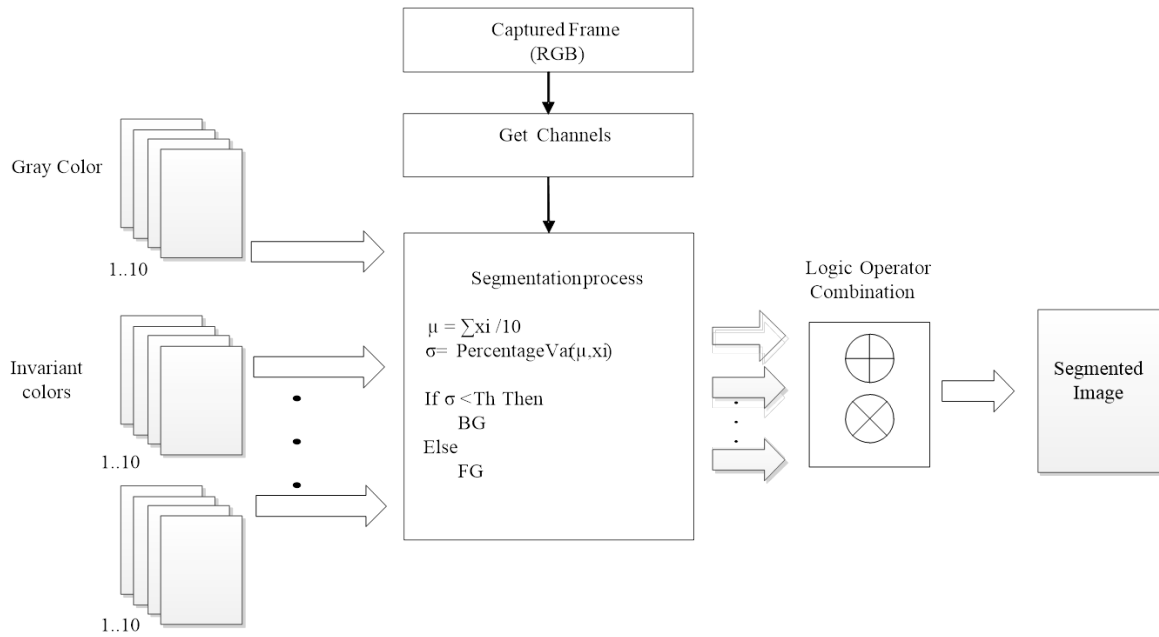 Captured Frame
(RGB)
Get Channels
Gray Color
1..10
Segmentationprocess
μ = ∑xi /10
σ= PercentageVar(μ,xi)
If σ <Th Then
BG
Else
FG
Invariant
colors
1..10
1..10
Logic Operator
Combination
Segmented
Image